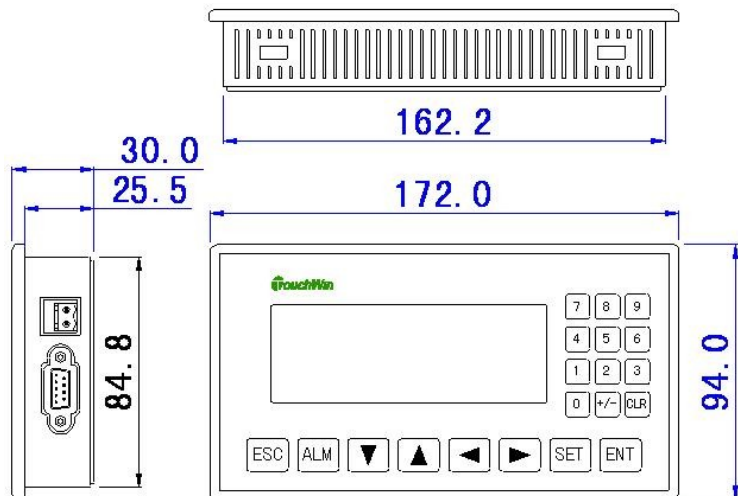 162.2
30.0
25.5
172.0
TouchWin
7 8 9
4 5 6
1 2 3
0 +/- CLR
84.8
94.0
ESC ALM ▼ ▲ ◀ ▶ SET ENT